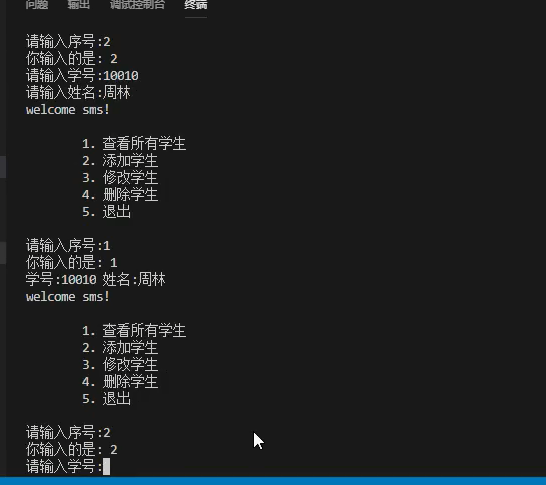 问题 输出 调试控制台 终端
请输入序号:2
你输入的是: 2
请输入学号:10010
请输入姓名:周林
welcome sms!
1. 查看所有学生
2. 添加学生
3. 修改学生
4. 删除学生
5. 退出
请输入序号:1
你输入的是: 1
学号:10010 姓名:周林
welcome sms!
1. 查看所有学生
2. 添加学生
3. 修改学生
4. 删除学生
5. 退出
请输入序号:2
你输入的是: 2
请输入学号: